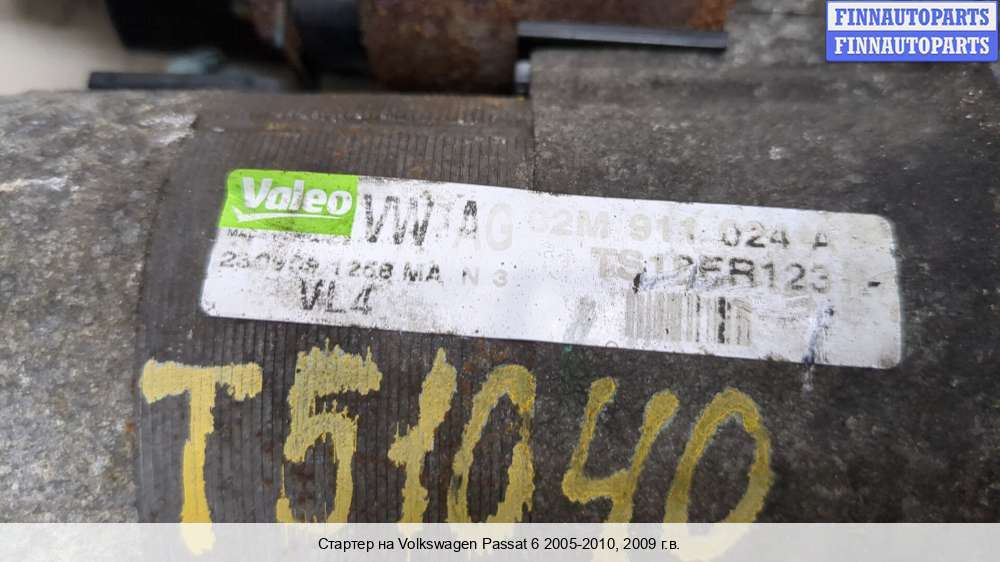 FINNAUTOPARTS
FINNAUTOPARTS
Valeo VW AG 02M 911 024 A
1268 MA N 3 TS12ER123
VL4
T51040
Стартер на Volkswagen Passat 6 2005-2010, 2009 г.в.